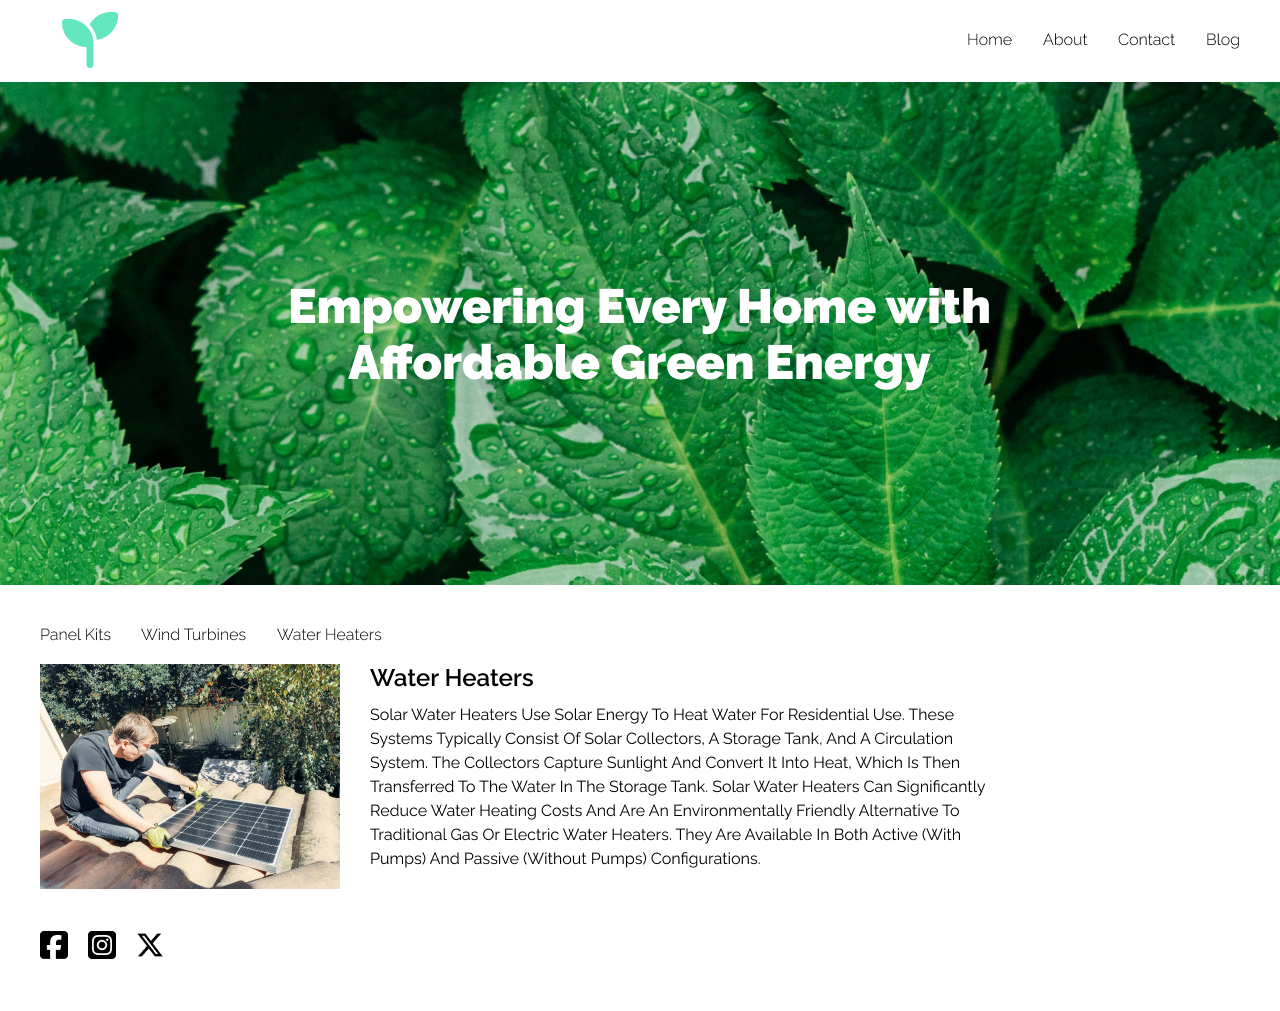 Home About Contact Blog
Empowering Every Home with
Affordable Green Energy
Panel Kits Wind Turbines Water Heaters
Water Heaters
Solar Water Heaters Use Solar Energy To Heat Water For Residential Use. These
Systems Typically Consist Of Solar Collectors, A Storage Tank, And A Circulation
System. The Collectors Capture Sunlight And Convert It Into Heat, Which Is Then
Transferred To The Water In The Storage Tank. Solar Water Heaters Can Significantly
Reduce Water Heating Costs And Are An Environmentally Friendly Alternative To
Traditional Gas Or Electric Water Heaters. They Are Available In Both Active (With
Pumps) And Passive (Without Pumps) Configurations.